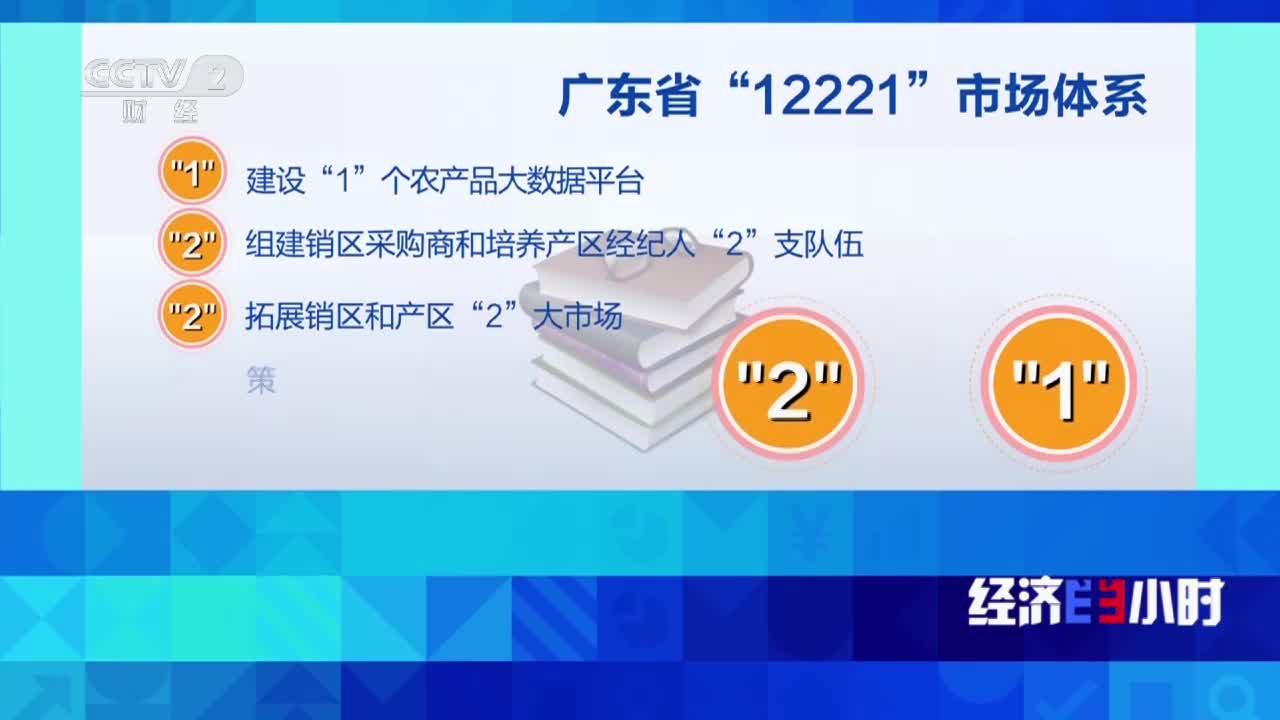 CCTV 2
财 经
广东省“12221”市场体系
"1" 建设“1”个农产品大数据平台
"2" 组建销区采购商和培养产区经纪人“2”支队伍
"2" 拓展销区和产区“2”大市场
策
"2" "1"
经济半小时